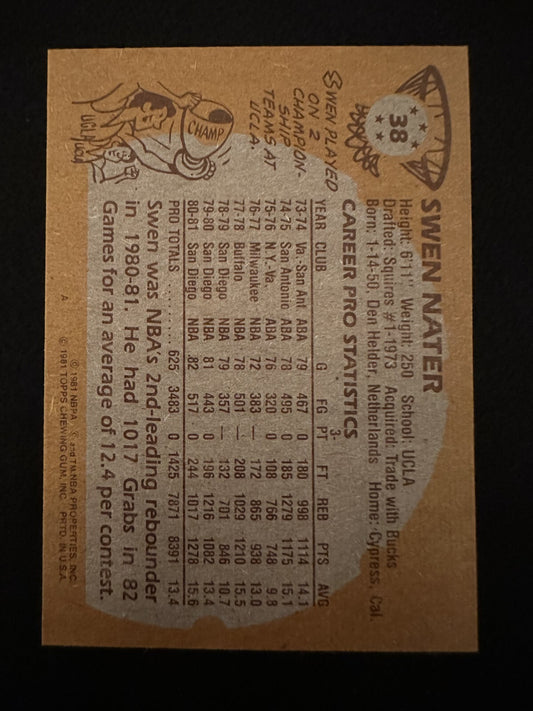 38
SWEN NATER
Height: 6'11" Weight: 250 School: UCLA
Drafted: Squires #1-1973 Acquired: Trade with Bucks
Born: 1-14-50, Den Helder, Netherlands Home: Cypress, Cal.
CAREER PRO STATISTICS
YEAR CLUB G FG 3-PT FT REB PTS AVG
73-74 Va.-San Ant ABA 79 467 0 180 998 1114 14.1
74-75 San Antonio ABA 78 495 0 185 1279 1175 15.1
75-76 N.Y.-Va ABA 76 320 0 108 766 748 9.8
76-77 Milwaukee NBA 72 383 — 172 865 938 13.0
77-78 Buffalo NBA 78 501 — 208 1029 1210 15.5
78-79 San Diego NBA 79 357 — 132 701 846 10.7
79-80 San Diego NBA 81 443 0 196 1216 1082 13.4
80-81 San Diego NBA 82 517 0 244 1017 1278 15.6
PRO TOTALS .......... 625 3483 0 1425 7871 8391 13.4
Swen was NBA's 2nd-leading rebounder
in 1980-81. He had 1017 Grabs in 82
Games for an average of 12.4 per contest.
SWEN PLAYED
ON 2
CHAMPION-
SHIP
TEAMS AT
UCLA.
CHAMP
UCLA
UCLA
A
© 1981 NBPA © and TM NBA PROPERTIES, INC.
© 1981 TOPPS CHEWING GUM, INC. PRTD. IN U.S.A.